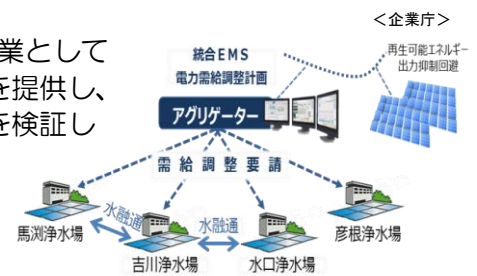 <企業庁>
業として
を提供し、
を検証し
統合EMS
電力需給調整計画
アグリゲーター
再生可能エネルギー
出力抑制回避
需給調整要請
水融通
水融通
馬渕浄水場
吉川浄水場
水口浄水場
彦根浄水場